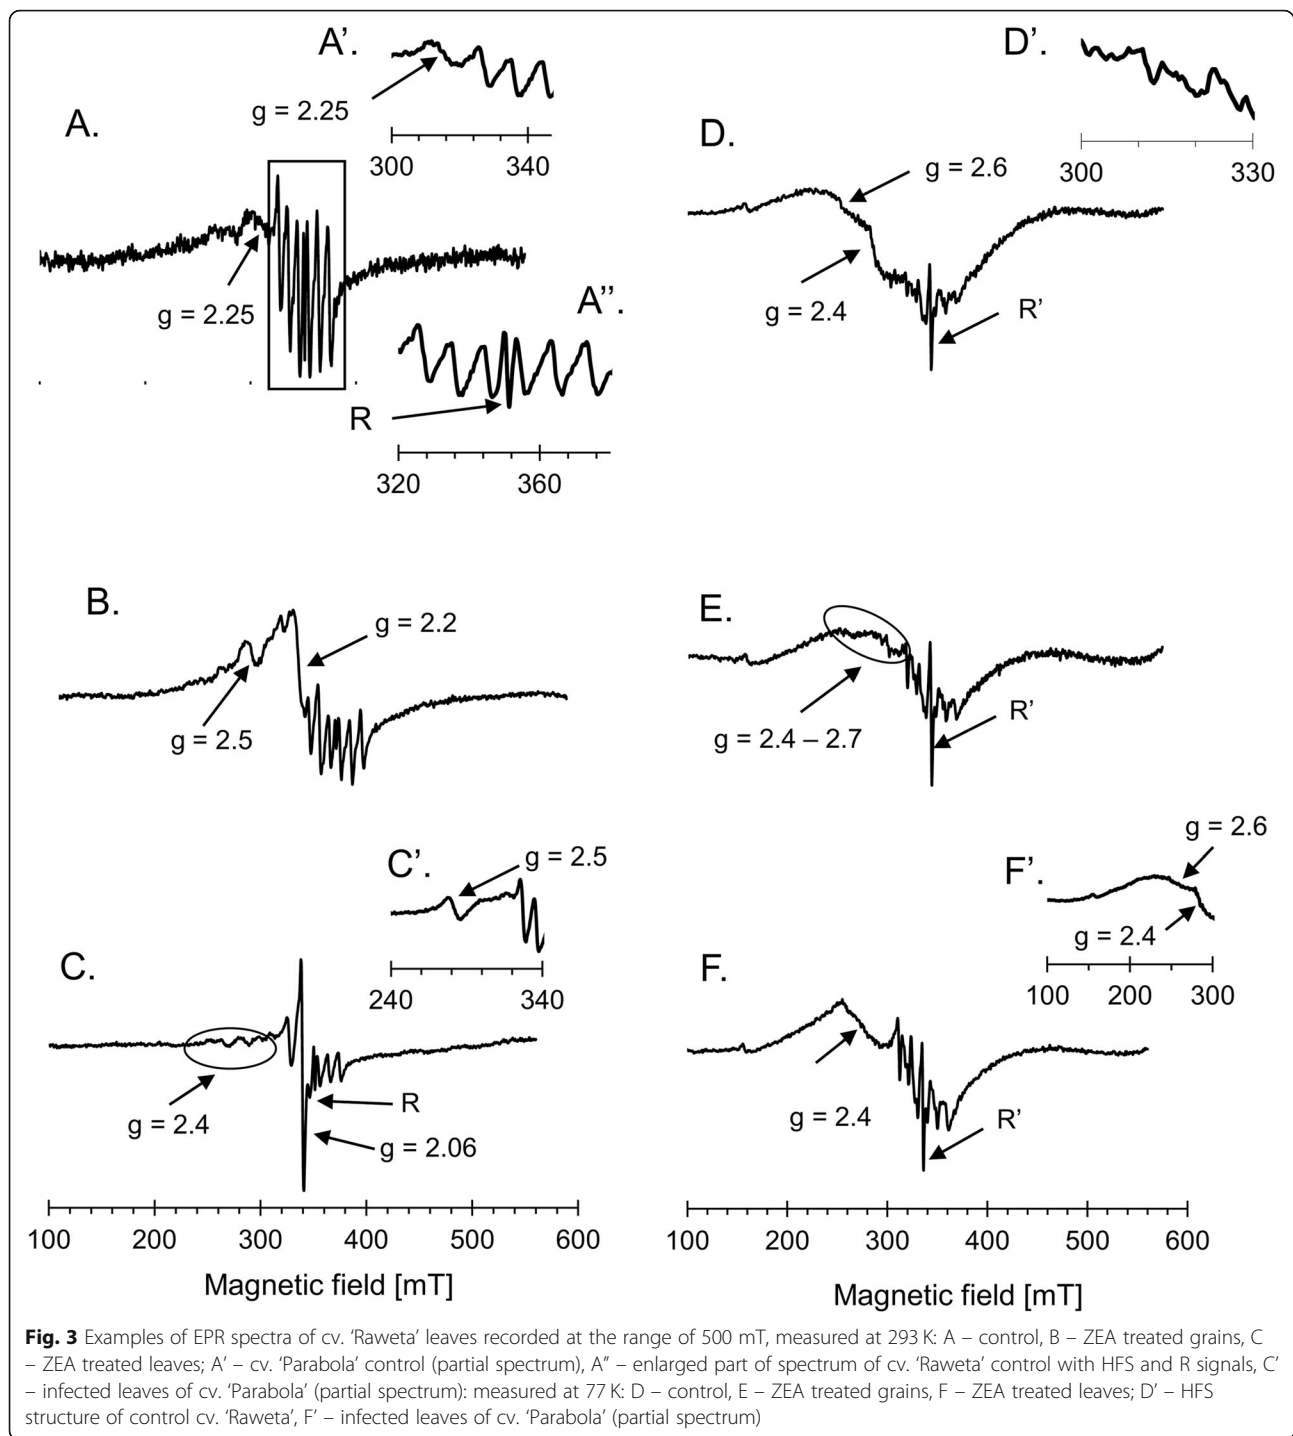 A'.
g = 2.25
300 340
A.
g = 2.25
A''.
R
320 360
D'.
300 330
D.
g = 2.6
g = 2.4
R'
B.
g = 2.2
g = 2.5
E.
g = 2.4 – 2.7
R'
C'.
g = 2.5
240 340
C.
g = 2.4
R
g = 2.06
100 200 300 400 500 600
Magnetic field [mT]
F'.
g = 2.6
g = 2.4
100 200 300
F.
g = 2.4
R'
100 200 300 400 500 600
Magnetic field [mT]
Fig. 3 Examples of EPR spectra of cv. ‘Raweta’ leaves recorded at the range of 500 mT, measured at 293 K: A – control, B – ZEA treated grains, C
– ZEA treated leaves; A’ – cv. ‘Parabola’ control (partial spectrum), A” – enlarged part of spectrum of cv. ‘Raweta’ control with HFS and R signals, C’
– infected leaves of cv. ‘Parabola’ (partial spectrum): measured at 77 K: D – control, E – ZEA treated grains, F – ZEA treated leaves; D’ – HFS
structure of control cv. ‘Raweta’, F’ – infected leaves of cv. ‘Parabola’ (partial spectrum)